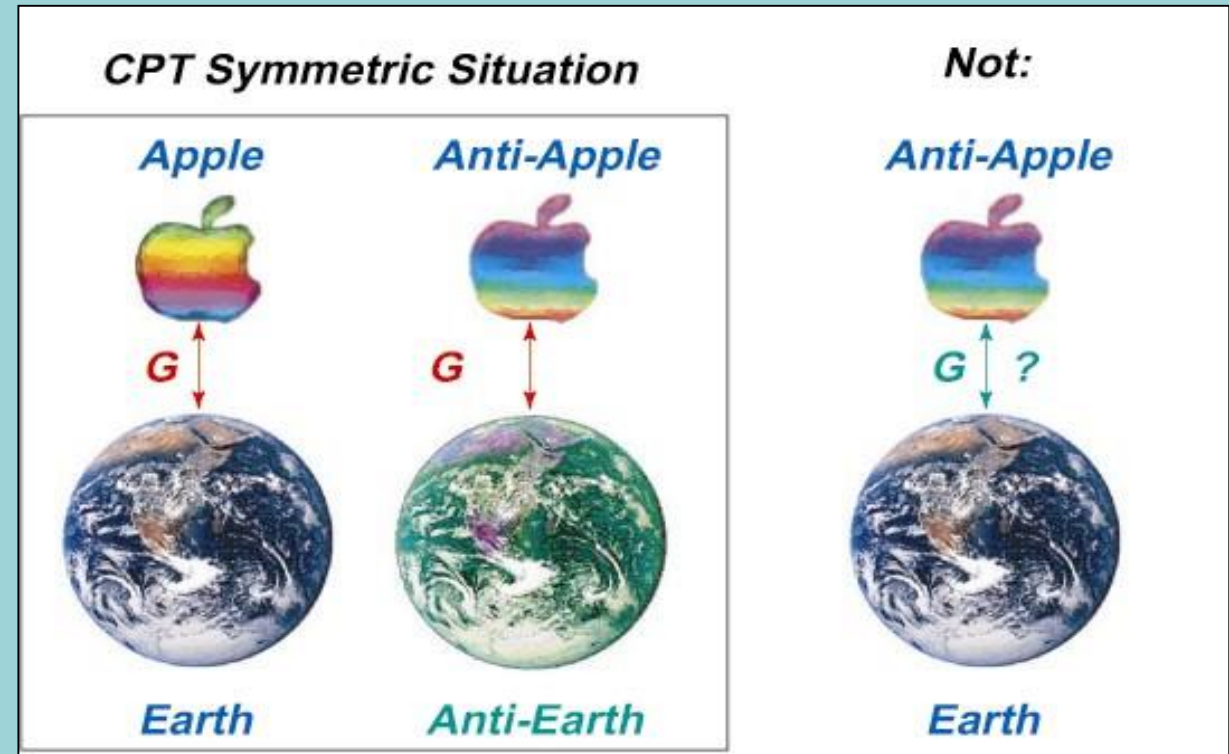 CPT Symmetric Situation
Not:
Apple
Anti-Apple
Anti-Apple
G
G
G ?
Earth
Anti-Earth
Earth